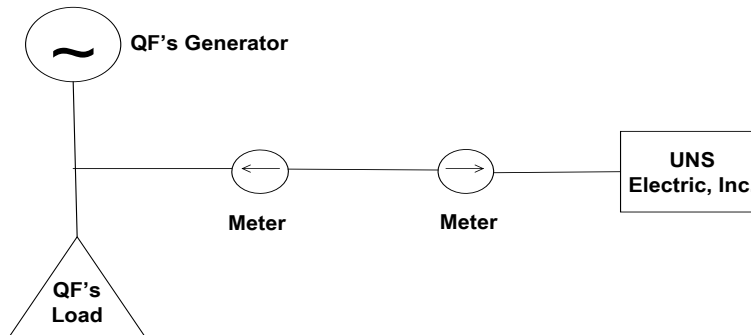 QF's Generator
UNS
Electric, Inc
Meter
Meter
QF's
Load